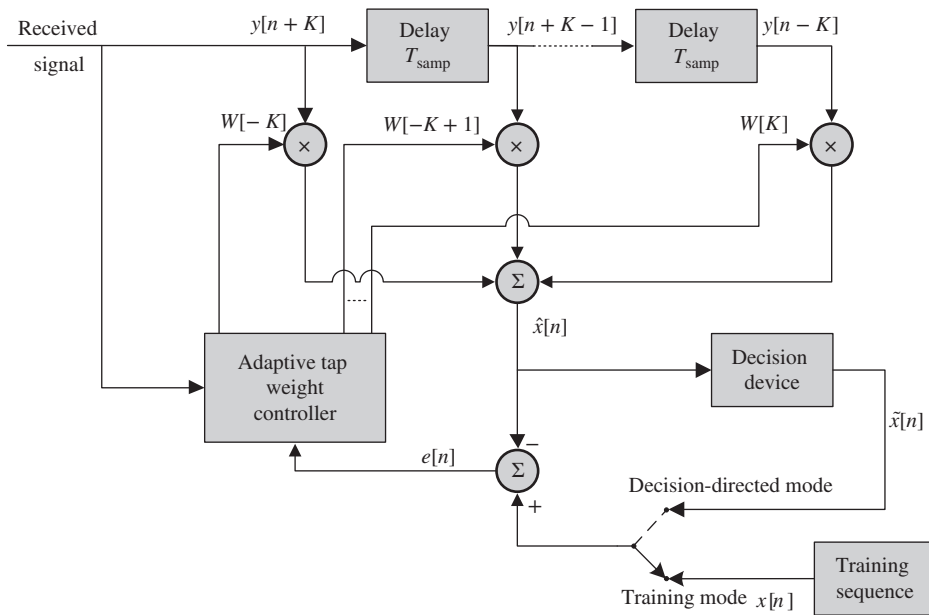 Received
signal
y[n + K]
Delay
T_samp
y[n + K − 1]
Delay
T_samp
y[n − K]
W[− K]
×
W[−K + 1]
×
W[K]
×
Σ
x̂[n]
Adaptive tap
weight
controller
Decision
device
x̃[n]
e[n]
−
Σ
+
Decision-directed mode
Training mode
x[n]
Training
sequence